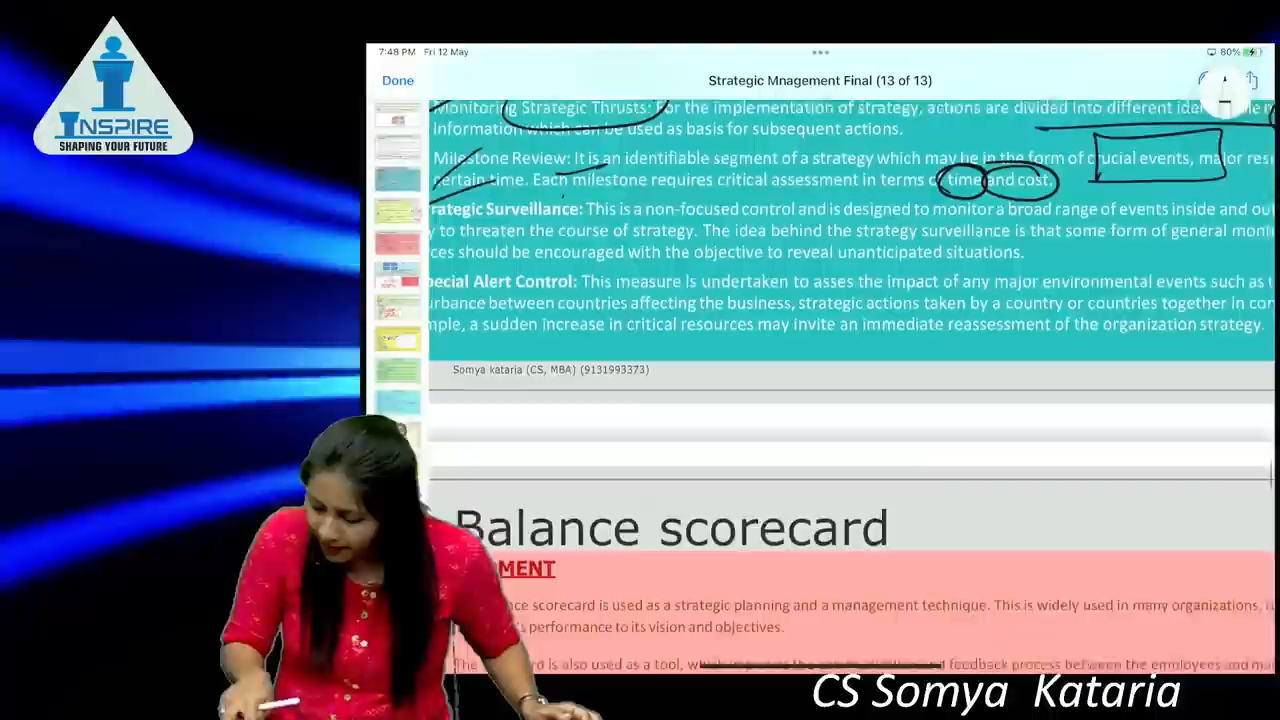 INSPIRE
SHAPING YOUR FUTURE
7:48 PM Fri 12 May
80%
Done
Strategic Mnagement Final (13 of 13)
Monitoring Strategic Thrusts: For the implementation of strategy, actions are divided into different
information which can be used as basis for subsequent actions.
Milestone Review: It is an identifiable segment of a strategy which may be in the form of crucial events, major
certain time. Each milestone requires critical assessment in terms of time and cost.
rategic Surveillance: This is a non-focused control and is designed to monitor a broad range of events inside and
y to threaten the course of strategy. The idea behind the strategy surveillance is that some form of general
ces should be encouraged with the objective to reveal unanticipated situations.
pecial Alert Control: This measure is undertaken to asses the impact of any major environmental events such as
urbance between countries affecting the business, strategic actions taken by a country or countries together in
mple, a sudden increase in critical resources may invite an immediate reassessment of the organization strategy.
Somya kataria (CS, MBA) (9131993373)
Balance scorecard
MENT
nce scorecard is used as a strategic planning and a management technique. This is widely used in many organizations,
's performance to its vision and objectives.
The rd is also used as a tool, feedback process between the employees and
CS Somya Kataria